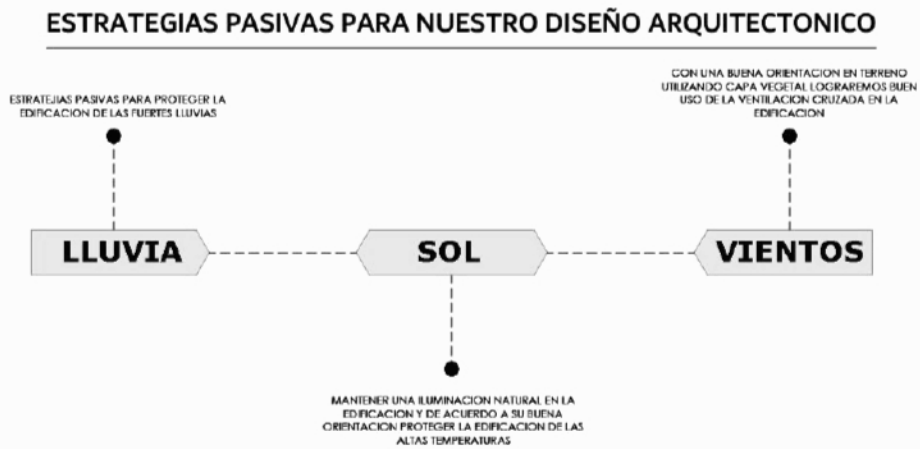 ESTRATEGIAS PASIVAS PARA NUESTRO DISEÑO ARQUITECTONICO
ESTRATEJIAS PASIVAS PARA PROTEGER LA
EDIFICACION DE LAS FUERTES LLUVIAS
CON UNA BUENA ORIENTACION EN TERRENO
UTILIZANDO CAPA VEGETAL LOGRAREMOS BUEN
USO DE LA VENTILACION CRUZADA EN LA
EDIFICACION
LLUVIA
SOL
VIENTOS
MANTENER UNA ILUMINACION NATURAL EN LA
EDIFICACION Y DE ACUERDO A SU BUENA
ORIENTACION PROTEGER LA EDIFICACION DE LAS
ALTAS TEMPERATURAS